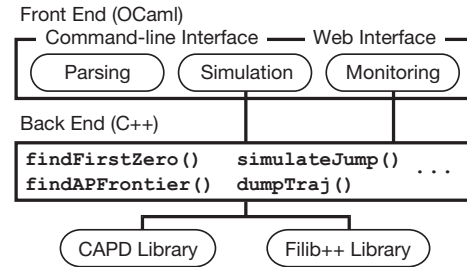 Front End (OCaml)
Command-line Interface Web Interface
Parsing Simulation Monitoring
Back End (C++)
findFirstZero() simulateJump()
findAPFrontier() dumpTraj() ...
CAPD Library Filib++ Library